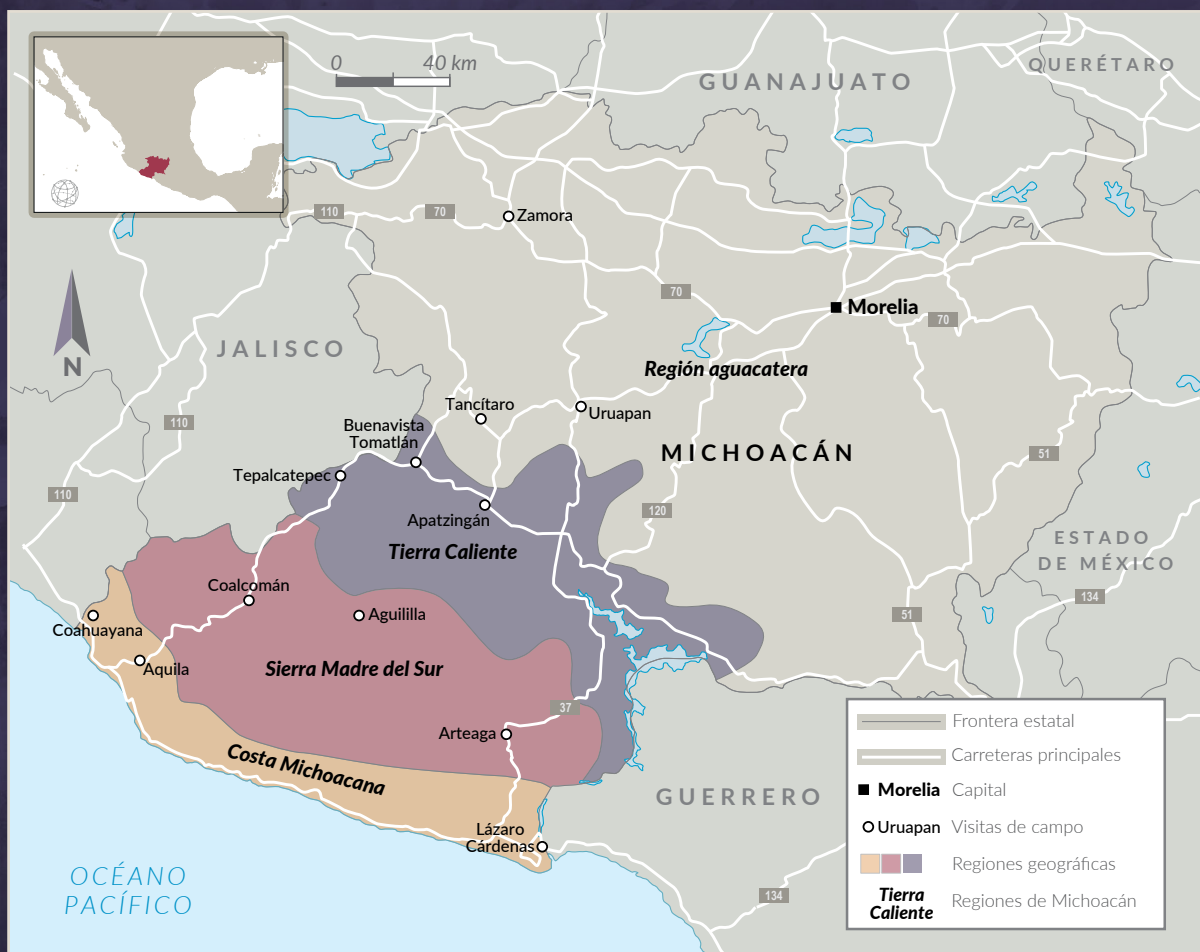 0 40 km
GUANAJUATO
QUERÉTARO
110
70
Zamora
70
Morelia
70
JALISCO
N
Región aguacatera
Tancítaro
Uruapan
110
Buenavista
Tomatlán
MICHOACÁN
51
Tepalcatepec
110
Apatzingán
120
Tierra Caliente
ESTADO
DE MÉXICO
134
Coalcomán
Aguililla
51
Coahuayana
Aquila
Sierra Madre del Sur
37
Arteaga
Costa Michoacana
GUERRERO
Lázaro
Cárdenas
OCÉANO
PACÍFICO
134
Frontera estatal
Carreteras principales
Morelia Capital
Uruapan Visitas de campo
Regiones geográficas
Tierra
Caliente
Regiones de Michoacán